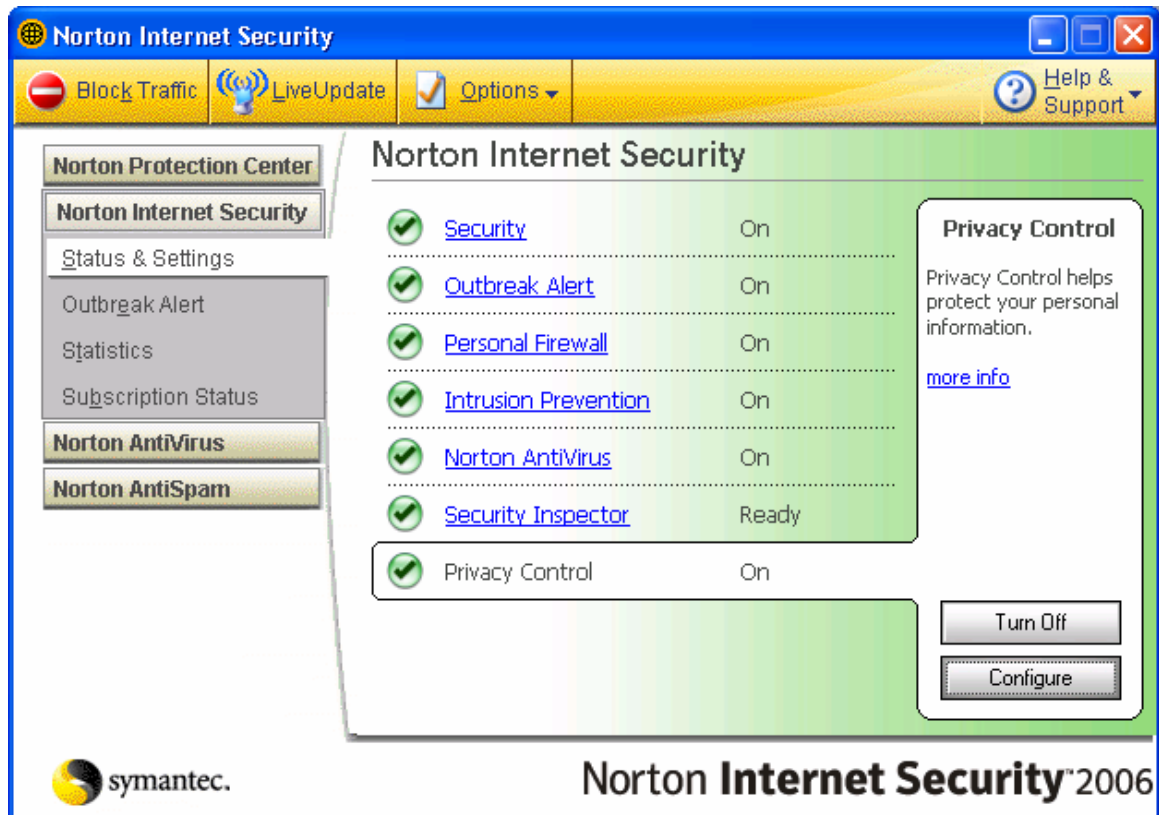 Norton Internet Security
Block Traffic
LiveUpdate
Options
Help &
Support
Norton Protection Center
Norton Internet Security
Status & Settings
Outbreak Alert
Statistics
Subscription Status
Norton AntiVirus
Norton AntiSpam
Norton Internet Security
Security On
Outbreak Alert On
Personal Firewall On
Intrusion Prevention On
Norton AntiVirus On
Security Inspector Ready
Privacy Control On
Privacy Control
Privacy Control helps
protect your personal
information.
more info
Turn Off
Configure
symantec.
Norton Internet Security™2006